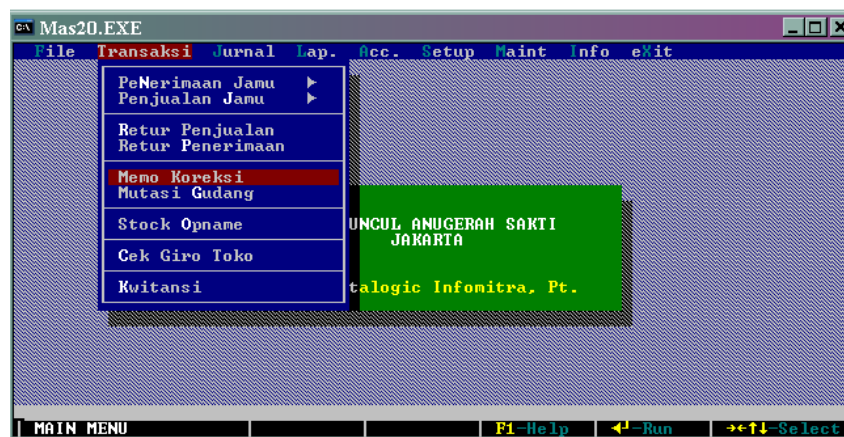 Mas20.EXE
File Transaksi Jurnal Lap. Acc. Setup Maint Info eXit
PeNerimaan Jamu
Penjualan Jamu
Retur Penjualan
Retur Penerimaan
Memo Koreksi
Mutasi Gudang
Stock Opname
Cek Giro Toko
Kwitansi
UNCUL ANUGERAH SAKTI
JAKARTA
talogic Infomitra, Pt.
MAIN MENU F1-Help ↵-Run →←↑↓-Select